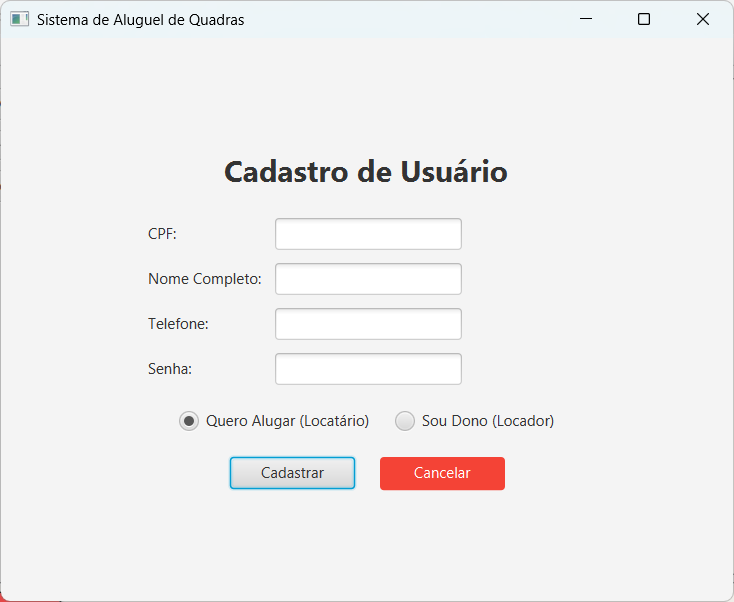 Sistema de Aluguel de Quadras
Cadastro de Usuário
CPF:
Nome Completo:
Telefone:
Senha:
Quero Alugar (Locatário) Sou Dono (Locador)
Cadastrar Cancelar